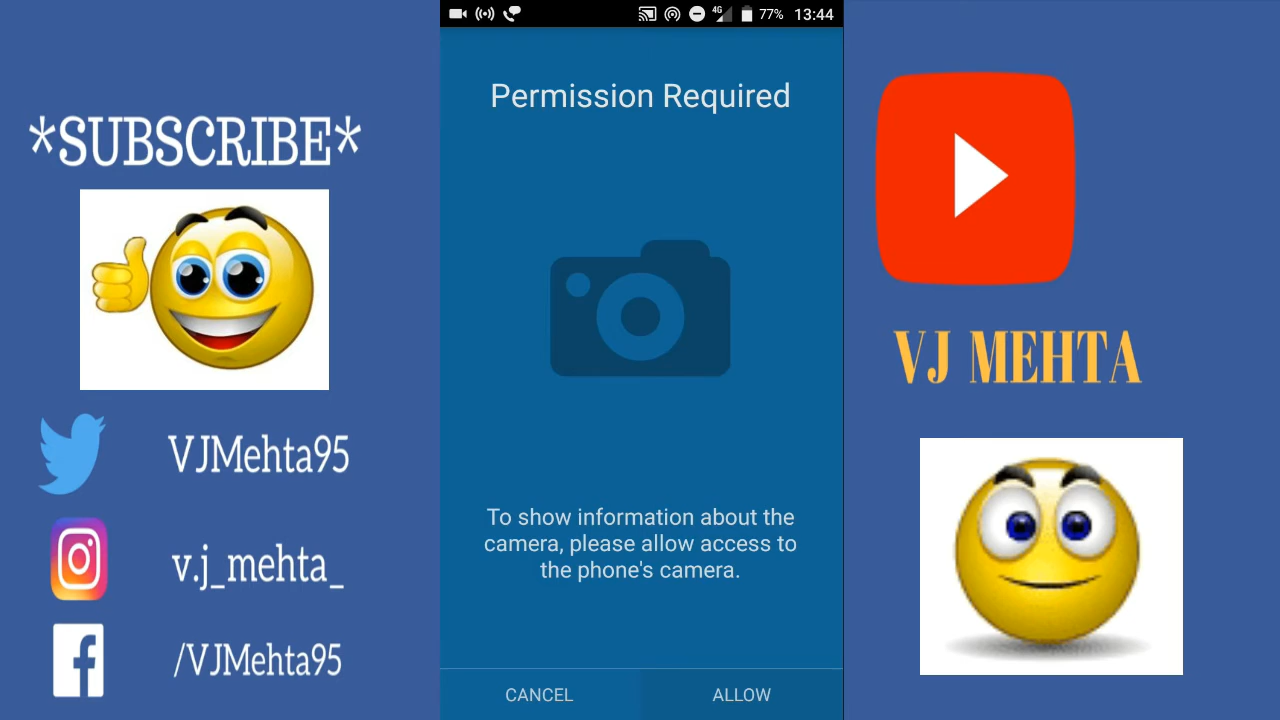 *SUBSCRIBE*
VJMehta95
v.j_mehta_
/VJMehta95
4G 77% 13:44
Permission Required
To show information about the
camera, please allow access to
the phone's camera.
CANCEL ALLOW
VJ MEHTA